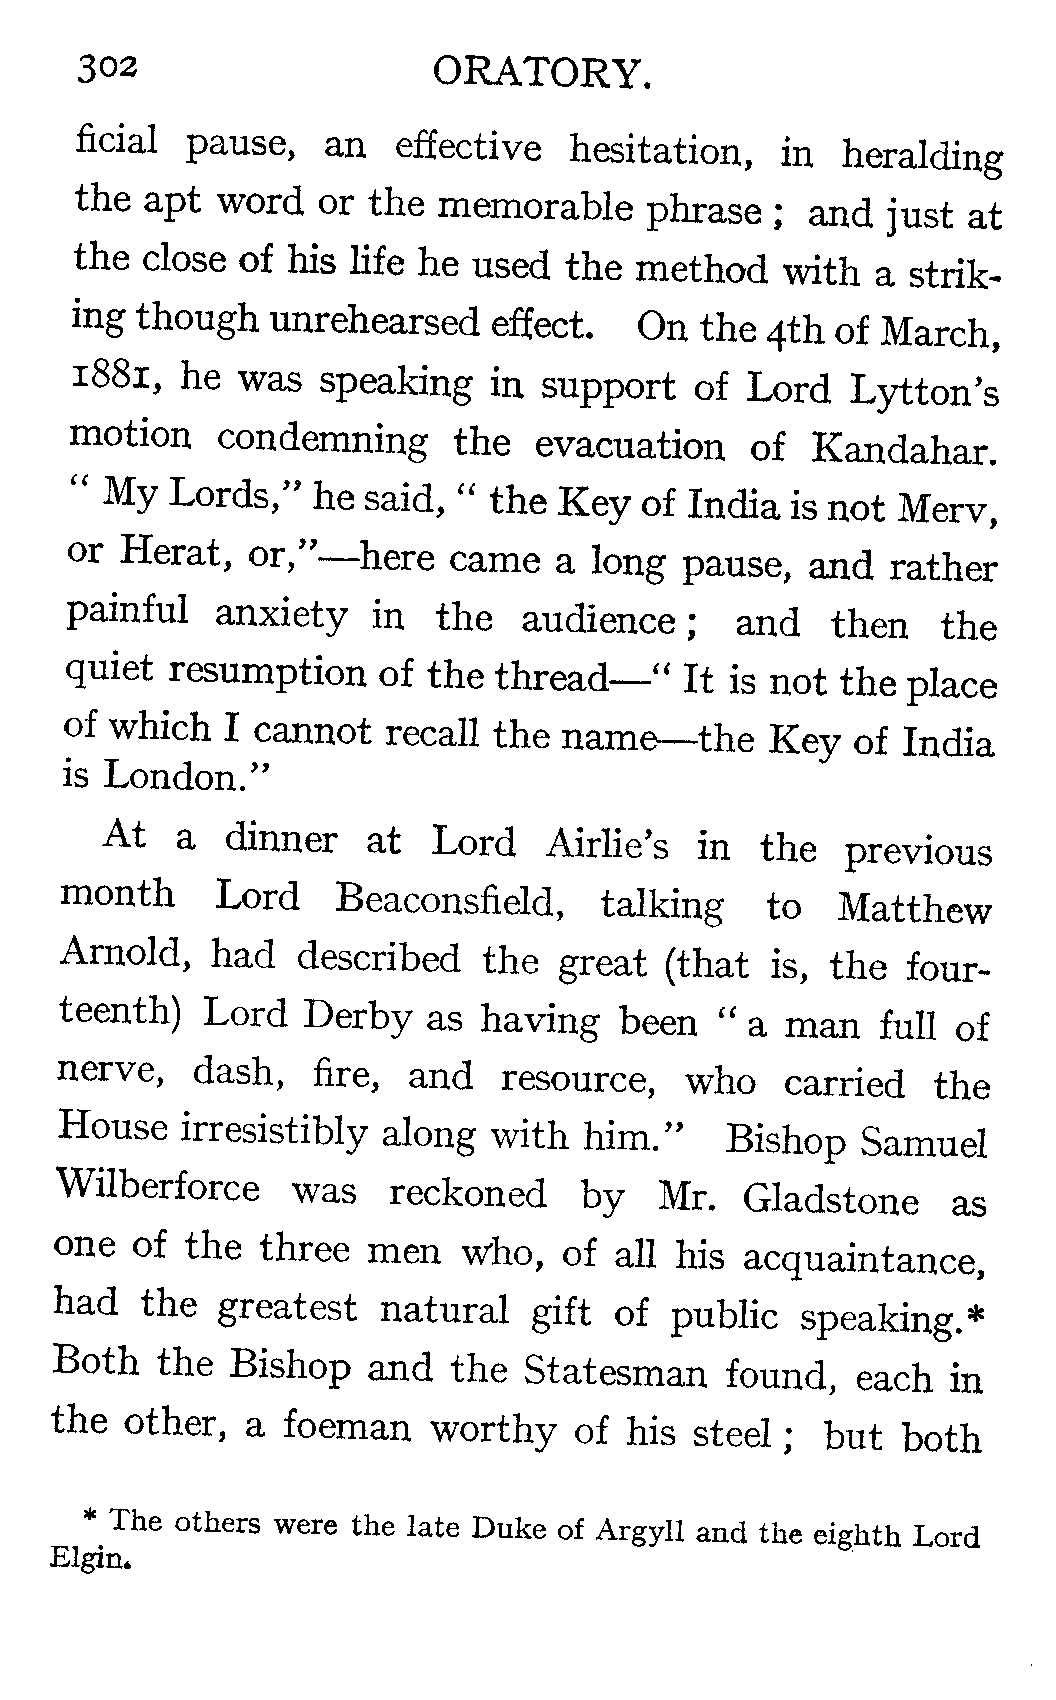 302 ORATORY.
ficial pause, an effective hesitation, in heralding
the apt word or the memorable phrase ; and just at
the close of his life he used the method with a strik-
ing though unrehearsed effect. On the 4th of March,
1881, he was speaking in support of Lord Lytton's
motion condemning the evacuation of Kandahar.
“ My Lords,” he said, “ the Key of India is not Merv,
or Herat, or,”—here came a long pause, and rather
painful anxiety in the audience ; and then the
quiet resumption of the thread—“ It is not the place
of which I cannot recall the name—the Key of India
is London.”
At a dinner at Lord Airlie's in the previous
month Lord Beaconsfield, talking to Matthew
Arnold, had described the great (that is, the four-
teenth) Lord Derby as having been “ a man full of
nerve, dash, fire, and resource, who carried the
House irresistibly along with him.” Bishop Samuel
Wilberforce was reckoned by Mr. Gladstone as
one of the three men who, of all his acquaintance,
had the greatest natural gift of public speaking.*
Both the Bishop and the Statesman found, each in
the other, a foeman worthy of his steel ; but both
* The others were the late Duke of Argyll and the eighth Lord
Elgin.